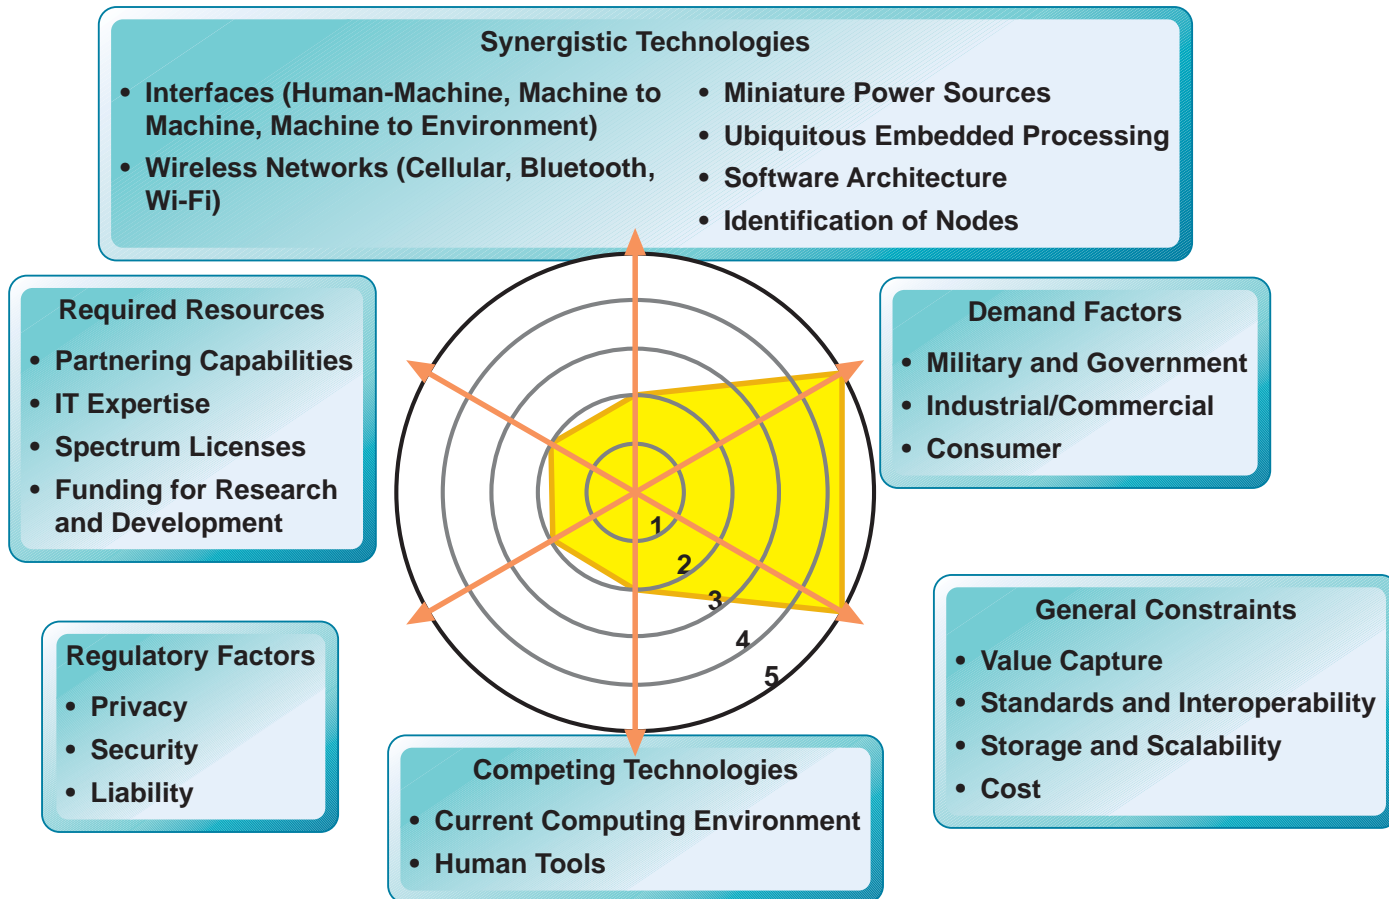 Synergistic Technologies
• Interfaces (Human-Machine, Machine to
Machine, Machine to Environment)
• Wireless Networks (Cellular, Bluetooth,
Wi-Fi)
• Miniature Power Sources
• Ubiquitous Embedded Processing
• Software Architecture
• Identification of Nodes
Required Resources
• Partnering Capabilities
• IT Expertise
• Spectrum Licenses
• Funding for Research
and Development
Demand Factors
• Military and Government
• Industrial/Commercial
• Consumer
1
2
3
4
5
Regulatory Factors
• Privacy
• Security
• Liability
General Constraints
• Value Capture
• Standards and Interoperability
• Storage and Scalability
• Cost
Competing Technologies
• Current Computing Environment
• Human Tools